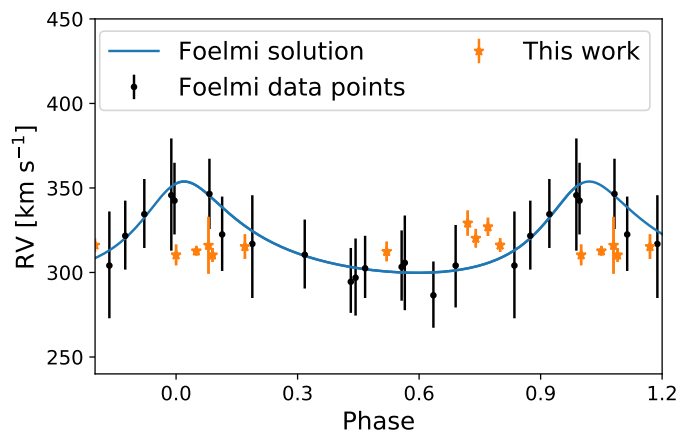 450
400
350
300
250
RV [km s⁻¹]
Foelmi solution
Foelmi data points
This work
0.0 0.3 0.6 0.9 1.2
Phase